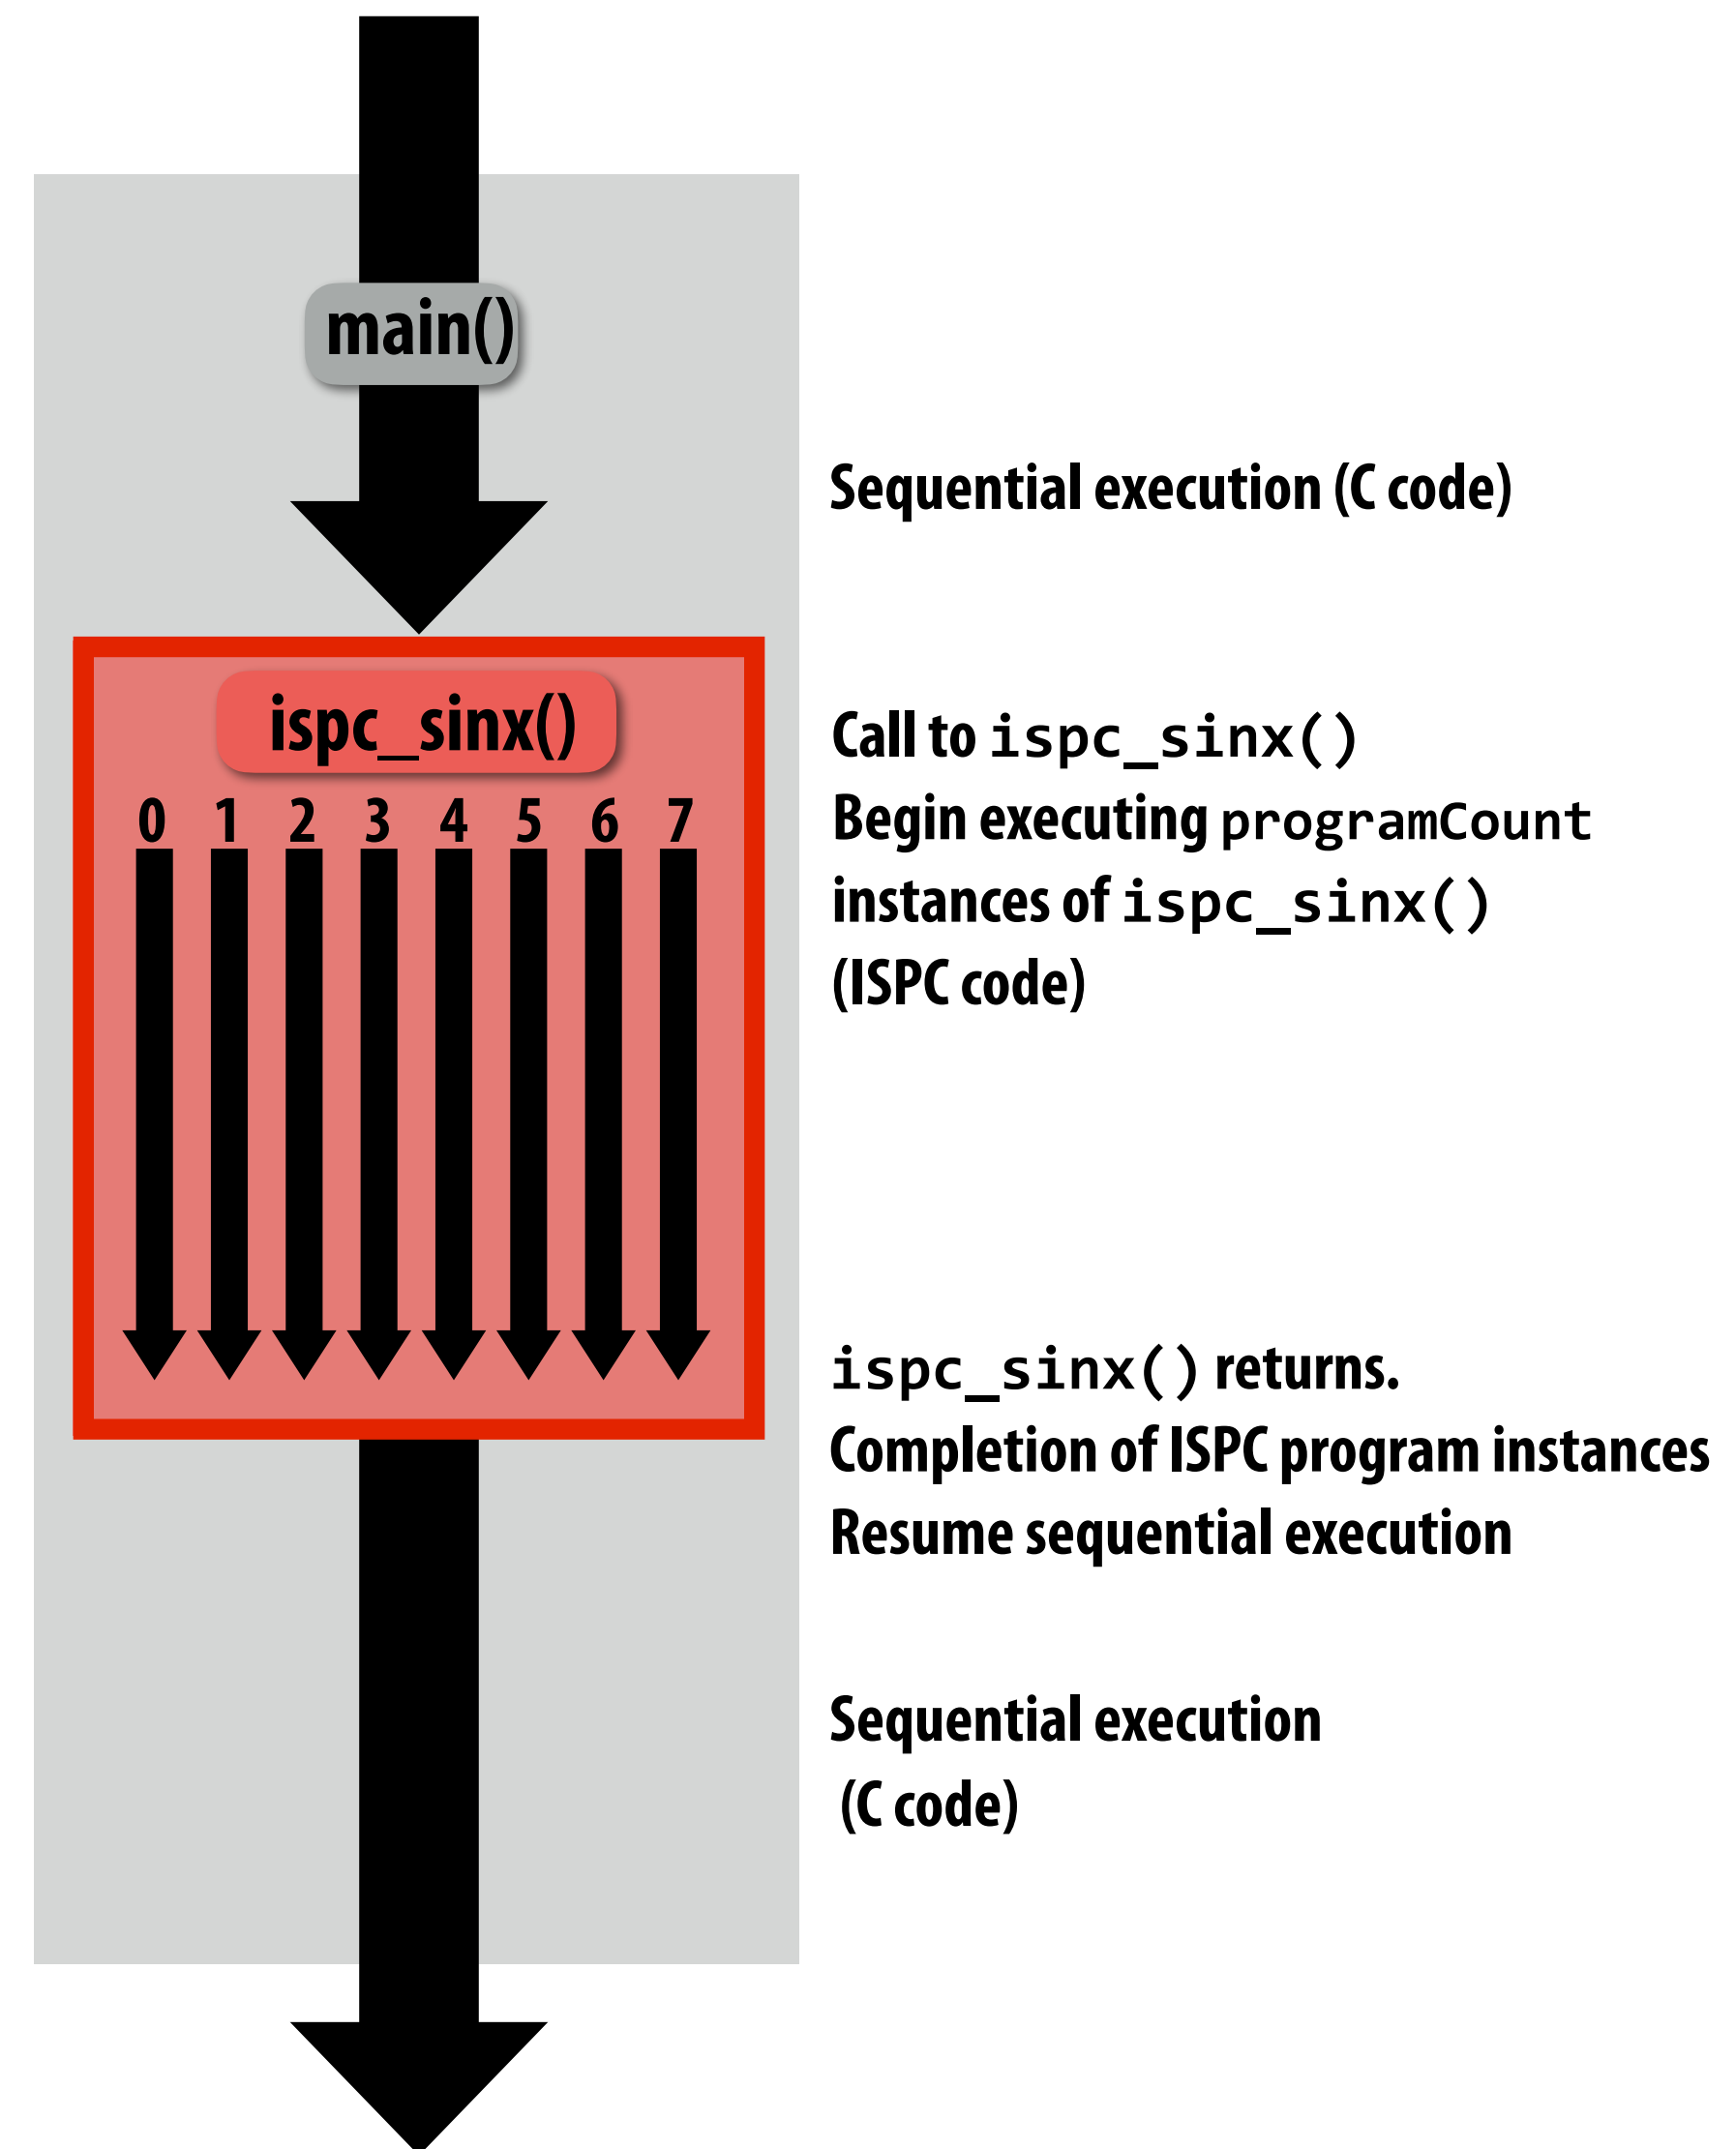 main()
Sequential execution (C code)
ispc_sinx()
0 1 2 3 4 5 6 7
Call to ispc_sinx()
Begin executing programCount
instances of ispc_sinx()
(ISPC code)
ispc_sinx() returns.
Completion of ISPC program instances
Resume sequential execution
Sequential execution
(C code)